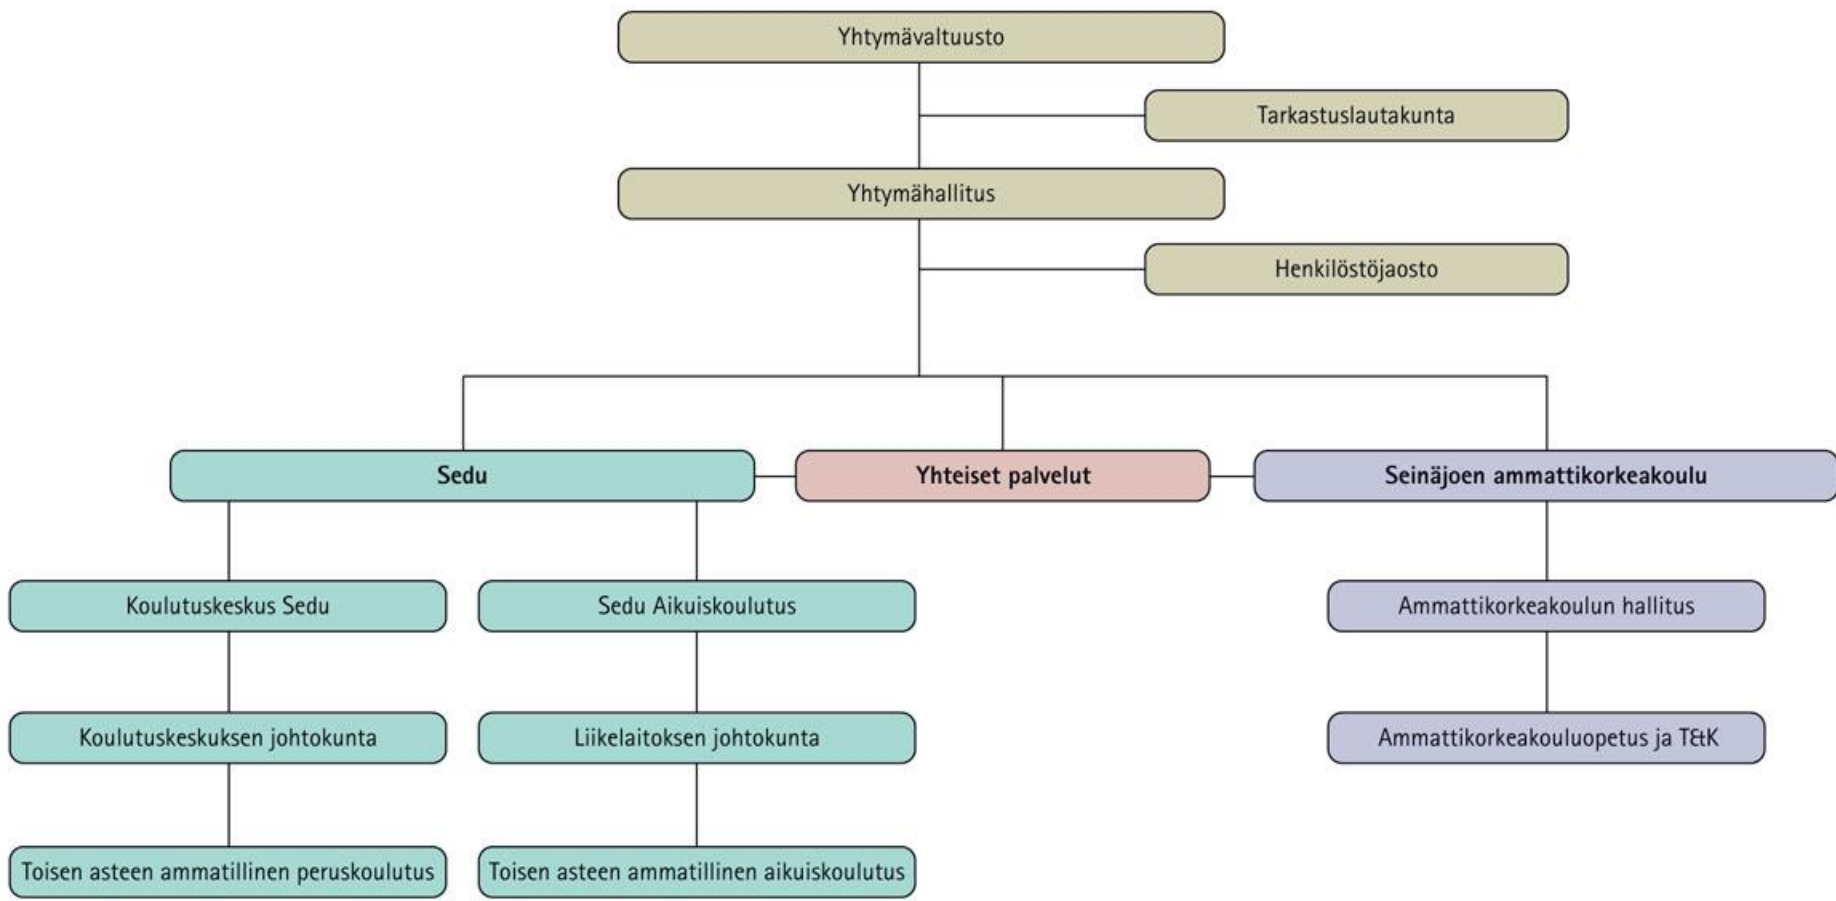 Yhtymävaltuusto
Tarkastuslautakunta
Yhtymähallitus
Henkilöstöjaosto
Sedu
Yhteiset palvelut
Seinäjoen ammattikorkeakoulu
Koulutuskeskus Sedu
Sedu Aikuiskoulutus
Ammattikorkeakoulun hallitus
Koulutuskeskuksen johtokunta
Liikelaitoksen johtokunta
Ammattikorkeakouluopetus ja T&K
Toisen asteen ammatillinen peruskoulutus
Toisen asteen ammatillinen aikuiskoulutus